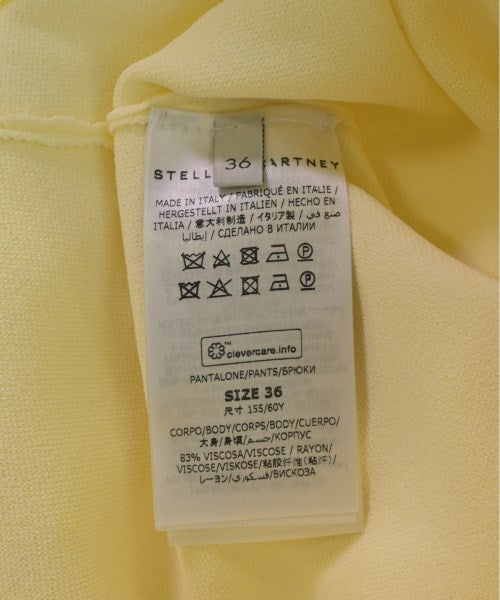 36
STELL ARTNEY
MADE IN ITALY / FABRIQUÉ EN ITALIE /
HERGESTELLT IN ITALIEN / HECHO EN
ITALIA / 意大利制造 / イタリア製 / صنع في
إيطاليا / СДЕЛАНО В ИТАЛИИ
™
clevercare.info
PANTALONE/PANTS/БРЮКИ
SIZE 36
尺寸 155/60Y
CORPO/BODY/CORPS/BODY/CUERPO/
大身/身頃/جسم/КОРПУС
83% VISCOSA/VISCOSE / RAYON/
VISCOSE/VISKOSE/粘胶纤维(粘纤)/
レーヨン/فسكوزي/ВИСКОЗА